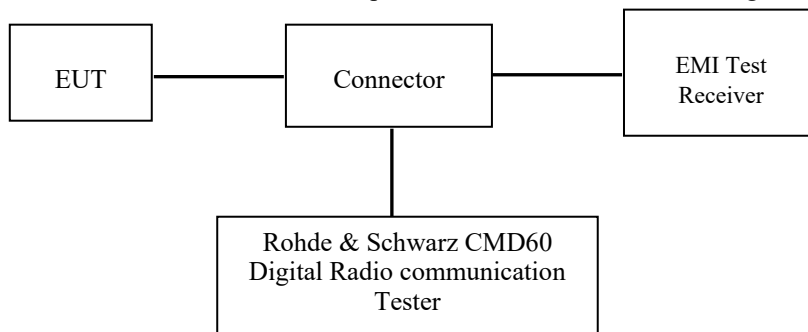 EUT
Connector
EMI Test
Receiver
Rohde & Schwarz CMD60
Digital Radio communication
Tester